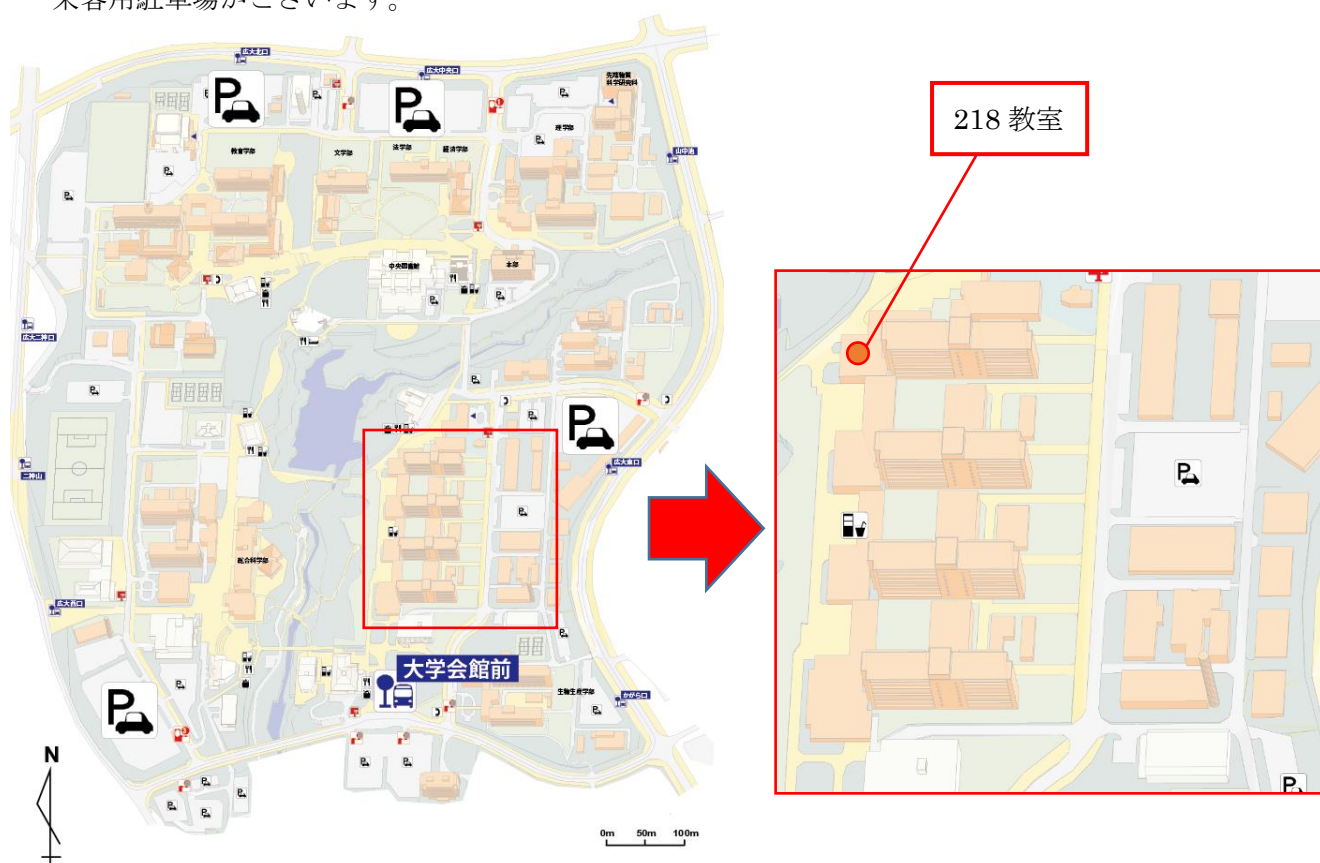 来客用駐車場がございます。
広大北口
広大中央口
先端物質
科学研究科
P
P
P
P
P
理学部
P
218 教室
教育学部
文学部
法学部
経済学部
山中池
P
P
中央図書館
本部
P
P
広大二神口
P
P
P
P
広大東口
二神山
P
P
総合科学部
広大西口
P
大学会館前
生物生産学部
P
かがら口
P
P
P
N
P
P
P
P
P
P
P
0m 50m 100m